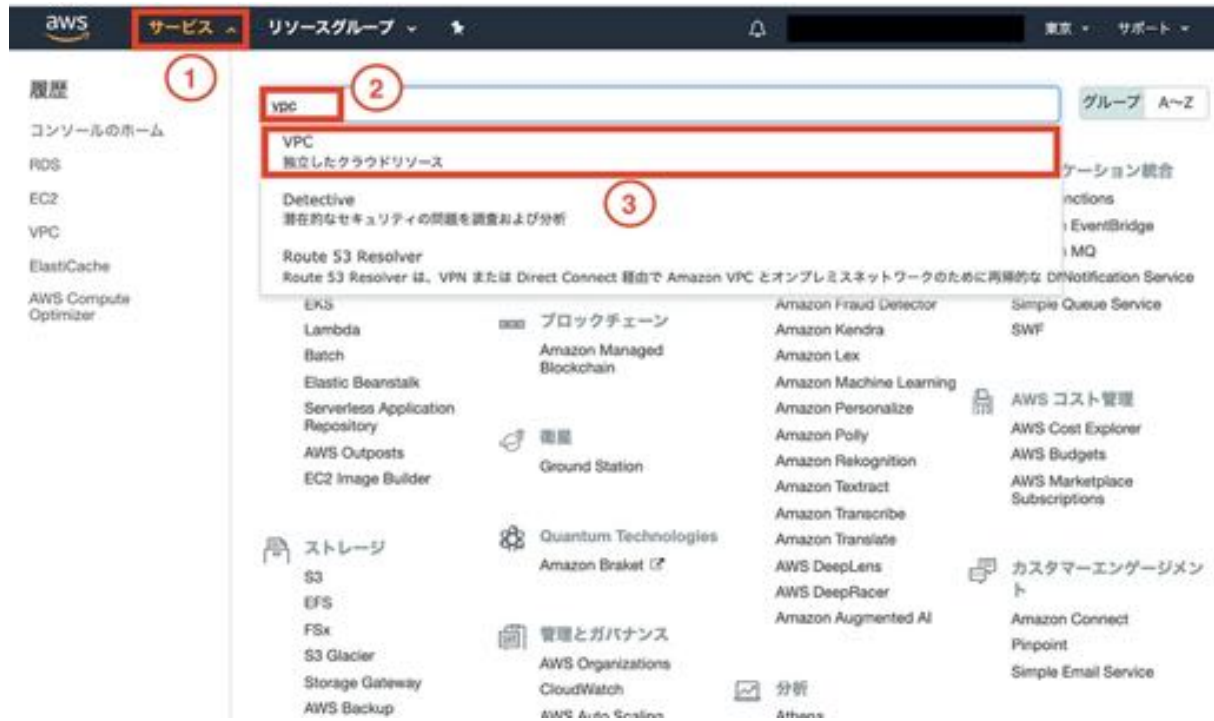 aws
サービス
リソースグループ
東京
サポート
1
履歴
コンソールのホーム
RDS
EC2
VPC
ElastiCache
AWS Compute
Optimizer
2
vpc
グループ
A〜Z
VPC
独立したクラウドリソース
3
Detective
潜在的なセキュリティの問題を調査および分析
Route 53 Resolver
Route 53 Resolver は、VPN または Direct Connect 経由で Amazon VPC とオンプレミスネットワークのために再帰的な
EKS
Lambda
Batch
Elastic Beanstalk
Serverless Application
Repository
AWS Outposts
EC2 Image Builder
ストレージ
S3
EFS
FSx
S3 Glacier
Storage Gateway
AWS Backup
ブロックチェーン
Amazon Managed
Blockchain
衛星
Ground Station
Quantum Technologies
Amazon Braket
管理とガバナンス
AWS Organizations
CloudWatch
AWS Auto Scaling
Amazon Fraud Detector
Amazon Kendra
Amazon Lex
Amazon Machine Learning
Amazon Personalize
Amazon Polly
Amazon Rekognition
Amazon Textract
Amazon Transcribe
Amazon Translate
AWS DeepLens
AWS DeepRacer
Amazon Augmented AI
分析
Athena
ケーション統合
nctions
EventBridge
MQ
Notification Service
Simple Queue Service
SWF
AWS コスト管理
AWS Cost Explorer
AWS Budgets
AWS Marketplace
Subscriptions
カスタマーエンゲージメン
ト
Amazon Connect
Pinpoint
Simple Email Service